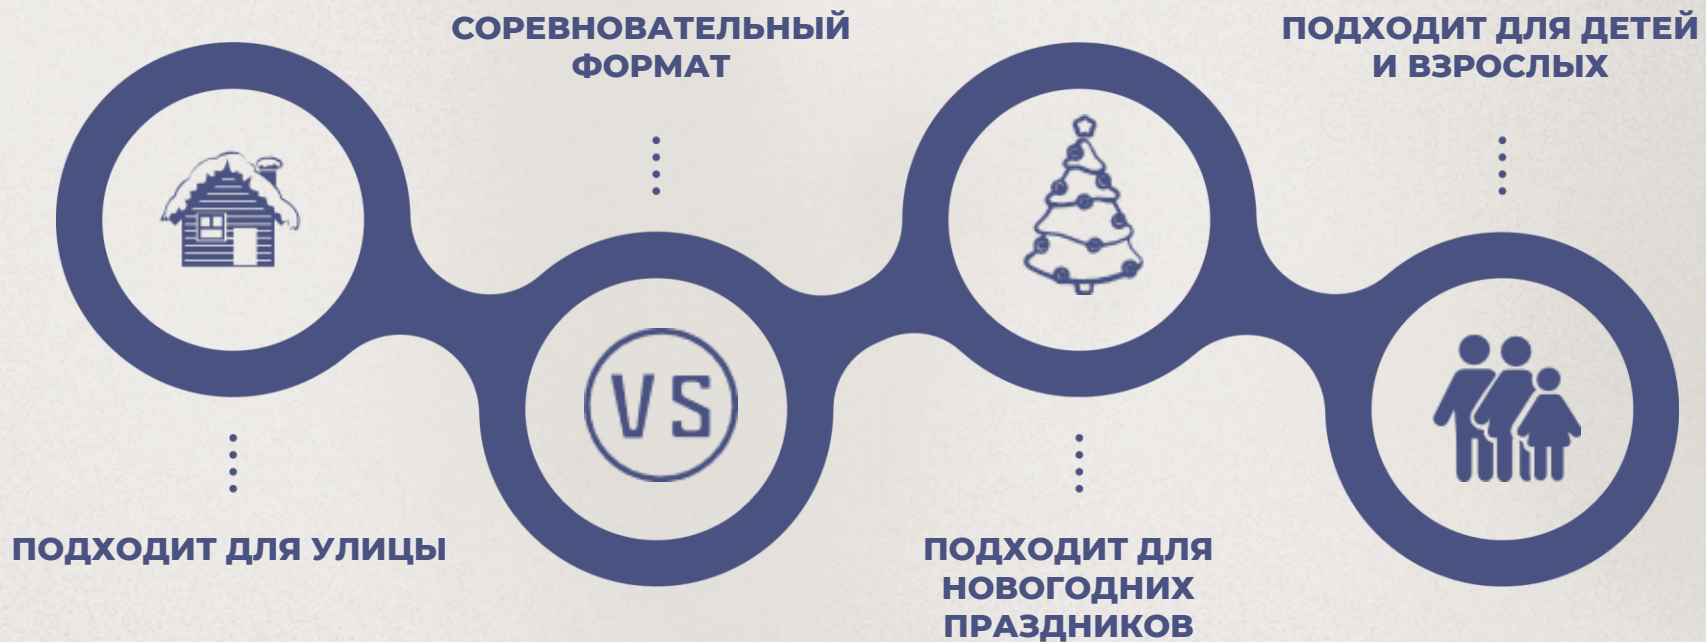 СОРЕВНОВАТЕЛЬНЫЙ
ФОРМАТ
ПОДХОДИТ ДЛЯ ДЕТЕЙ
И ВЗРОСЛЫХ
VS
ПОДХОДИТ ДЛЯ УЛИЦЫ
ПОДХОДИТ ДЛЯ
НОВОГОДНИХ
ПРАЗДНИКОВ